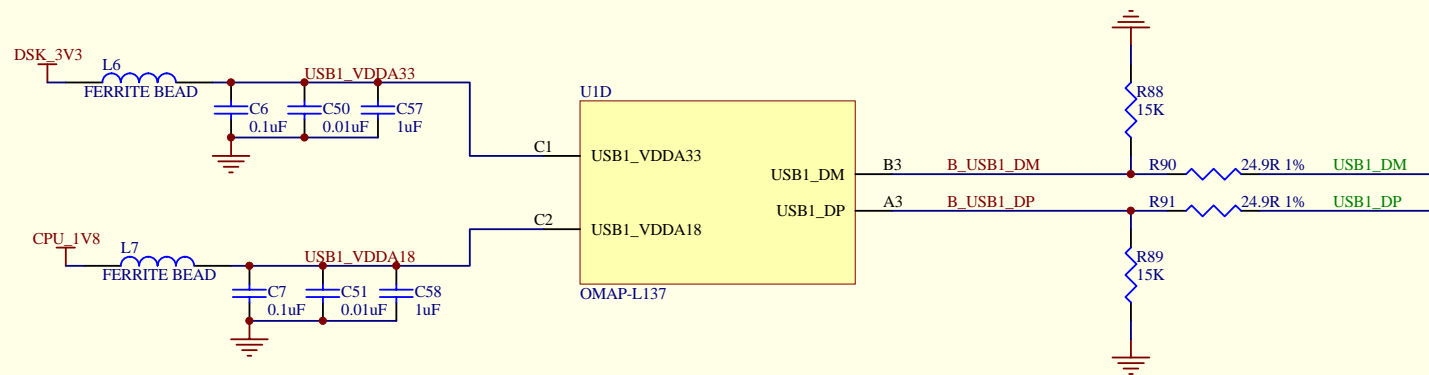 DSK_3V3
L6
FERRITE BEAD
USB1_VDDA33
C6
0.1uF
C50
0.01uF
C57
1uF
CPU_1V8
L7
FERRITE BEAD
USB1_VDDA18
C7
0.1uF
C51
0.01uF
C58
1uF
U1D
C1
USB1_VDDA33
C2
USB1_VDDA18
USB1_DM
B3
B_USB1_DM
USB1_DP
A3
B_USB1_DP
OMAP-L137
R88
15K
R90
24.9R 1%
USB1_DM
R91
24.9R 1%
USB1_DP
R89
15K